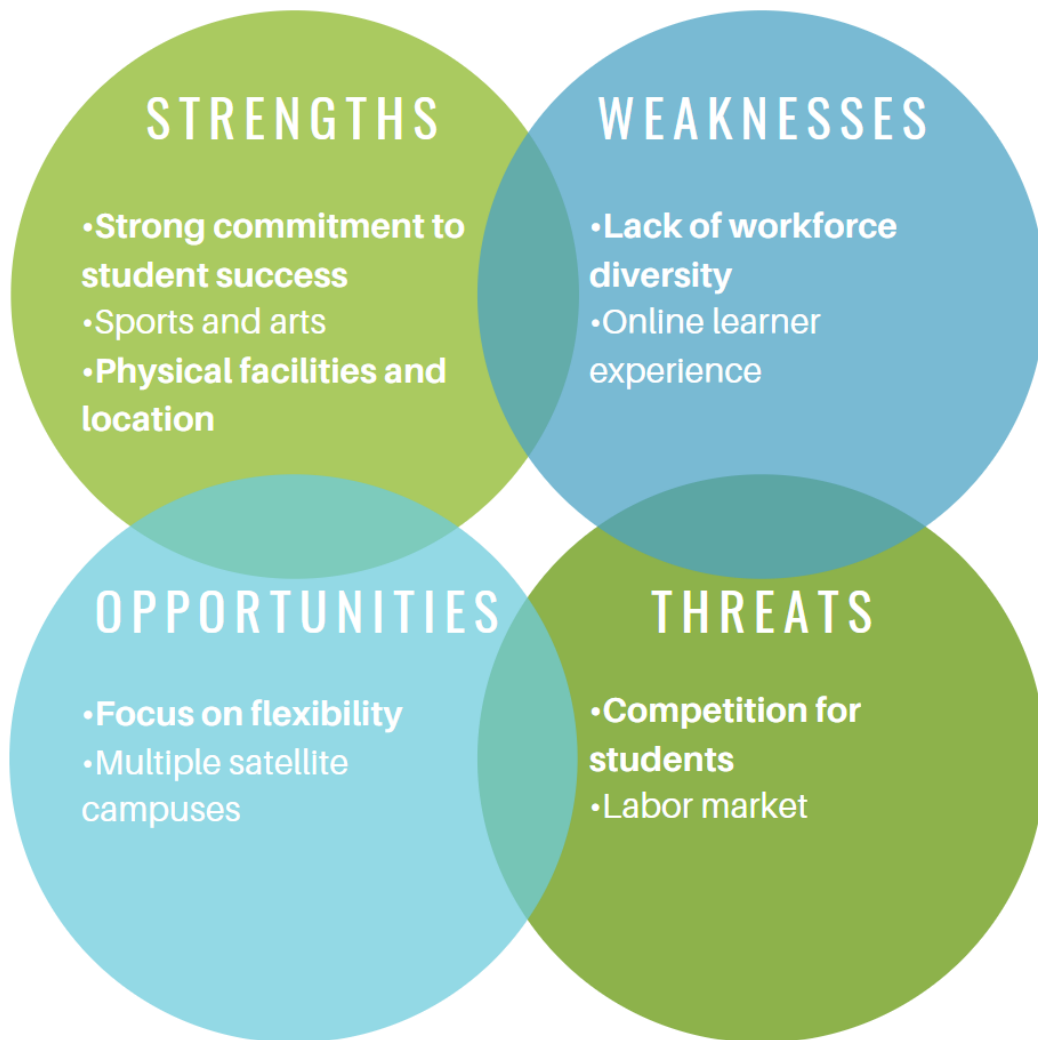 STRENGTHS
•Strong commitment to
student success
•Sports and arts
•Physical facilities and
location
WEAKNESSES
•Lack of workforce
diversity
•Online learner
experience
OPPORTUNITIES
•Focus on flexibility
•Multiple satellite
campuses
THREATS
•Competition for
students
•Labor market